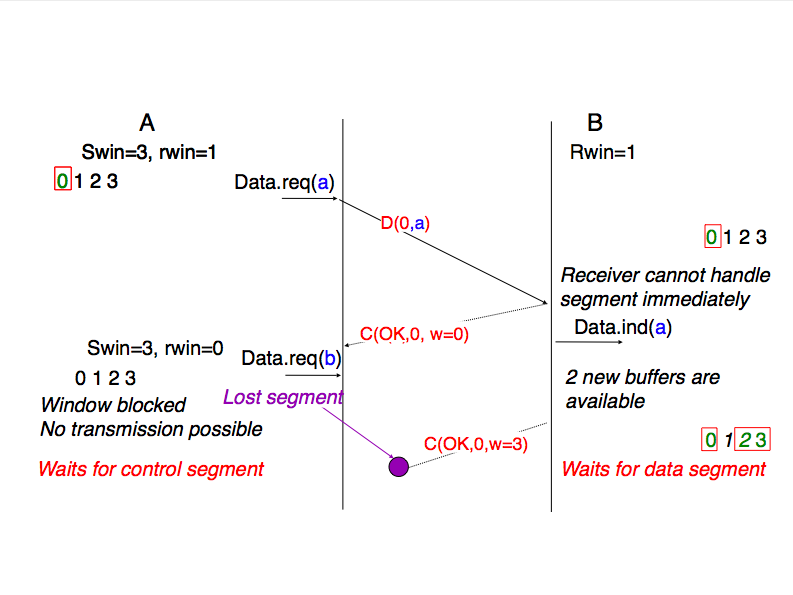 A
B
Swin=3, rwin=1
Rwin=1
0 1 2 3
Data.req(a)
D(0,a)
0 1 2 3
Receiver cannot handle
segment immediately
C(OK,0, w=0)
Data.ind(a)
Swin=3, rwin=0
Data.req(b)
0 1 2 3
2 new buffers are
available
Window blocked
Lost segment
No transmission possible
C(OK,0,w=3)
0 1 2 3
Waits for control segment
Waits for data segment